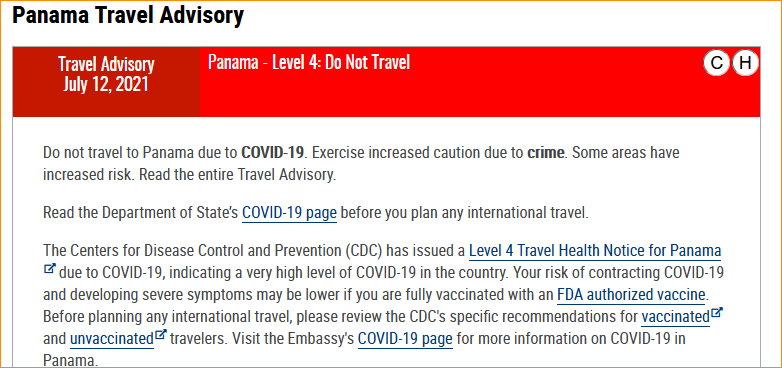 Panama Travel Advisory
Travel Advisory
July 12, 2021
Panama - Level 4: Do Not Travel
C H
Do not travel to Panama due to COVID-19. Exercise increased caution due to crime. Some areas have
increased risk. Read the entire Travel Advisory.
Read the Department of State’s COVID-19 page before you plan any international travel.
The Centers for Disease Control and Prevention (CDC) has issued a Level 4 Travel Health Notice for Panama
due to COVID-19, indicating a very high level of COVID-19 in the country. Your risk of contracting COVID-19
and developing severe symptoms may be lower if you are fully vaccinated with an FDA authorized vaccine.
Before planning any international travel, please review the CDC's specific recommendations for vaccinated
and unvaccinated travelers. Visit the Embassy's COVID-19 page for more information on COVID-19 in
Panama.